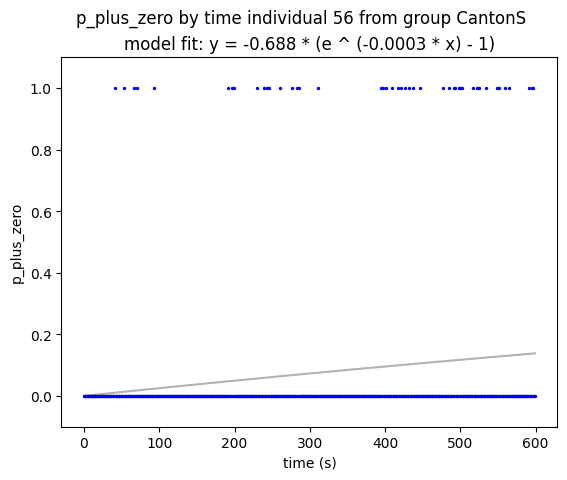 p_plus_zero by time individual 56 from group CantonS
model fit: y = -0.688 * (e ^ (-0.0003 * x) - 1)
1.0
0.8
0.6
0.4
0.2
0.0
p_plus_zero
0 100 200 300 400 500 600
time (s)